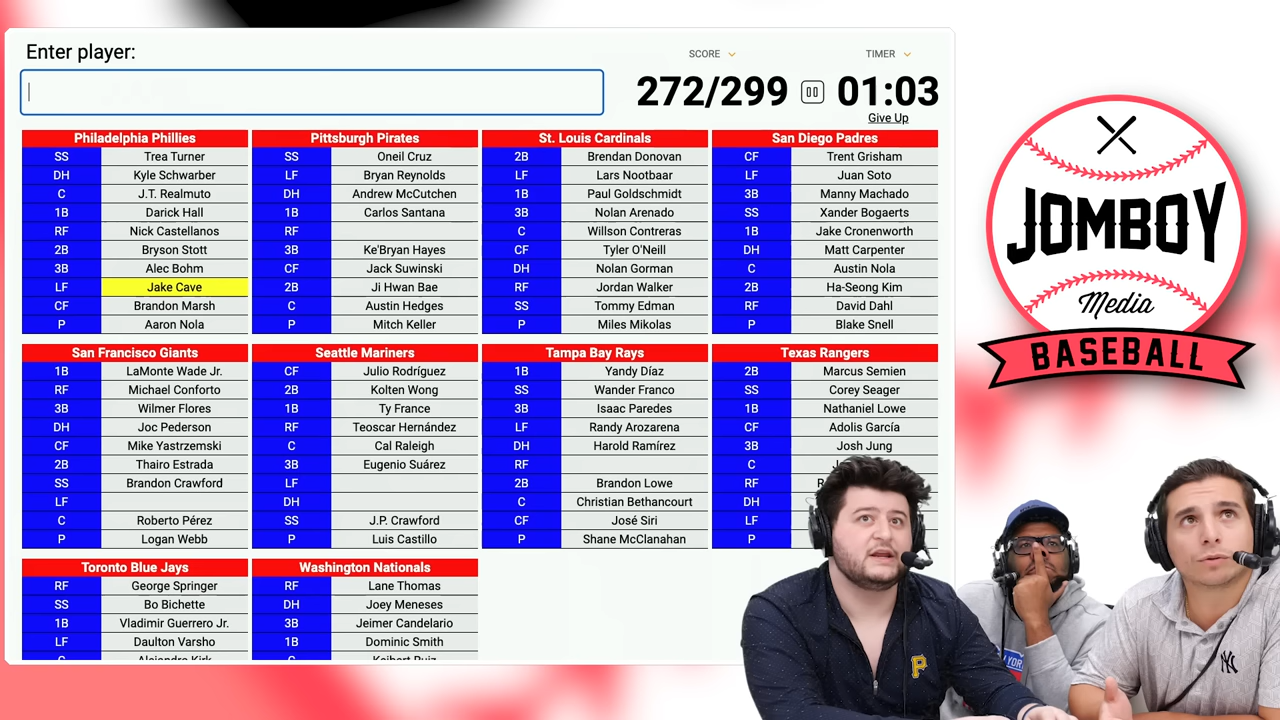 Enter player:
SCORE
TIMER
272/299
01:03
Give Up
Philadelphia Phillies
SS Trea Turner
DH Kyle Schwarber
C J.T. Realmuto
1B Darick Hall
RF Nick Castellanos
2B Bryson Stott
3B Alec Bohm
LF Jake Cave
CF Brandon Marsh
P Aaron Nola
Pittsburgh Pirates
SS Oneil Cruz
LF Bryan Reynolds
DH Andrew McCutchen
1B Carlos Santana
RF
3B Ke'Bryan Hayes
CF Jack Suwinski
2B Ji Hwan Bae
C Austin Hedges
P Mitch Keller
St. Louis Cardinals
2B Brendan Donovan
LF Lars Nootbaar
1B Paul Goldschmidt
3B Nolan Arenado
C Willson Contreras
CF Tyler O'Neill
DH Nolan Gorman
RF Jordan Walker
SS Tommy Edman
P Miles Mikolas
San Diego Padres
CF Trent Grisham
LF Juan Soto
3B Manny Machado
SS Xander Bogaerts
1B Jake Cronenworth
DH Matt Carpenter
C Austin Nola
2B Ha-Seong Kim
RF David Dahl
P Blake Snell
San Francisco Giants
1B LaMonte Wade Jr.
RF Michael Conforto
3B Wilmer Flores
DH Joc Pederson
CF Mike Yastrzemski
2B Thairo Estrada
SS Brandon Crawford
LF
C Roberto Pérez
P Logan Webb
Seattle Mariners
CF Julio Rodríguez
2B Kolten Wong
1B Ty France
RF Teoscar Hernández
C Cal Raleigh
3B Eugenio Suárez
LF
DH
SS J.P. Crawford
P Luis Castillo
Tampa Bay Rays
1B Yandy Díaz
SS Wander Franco
3B Isaac Paredes
LF Randy Arozarena
DH Harold Ramírez
RF
2B Brandon Lowe
C Christian Bethancourt
CF José Siri
P Shane McClanahan
Texas Rangers
2B Marcus Semien
SS Corey Seager
1B Nathaniel Lowe
CF Adolis García
3B Josh Jung
C
RF
DH
LF
P
Toronto Blue Jays
RF George Springer
SS Bo Bichette
1B Vladimir Guerrero Jr.
LF Daulton Varsho
C Alejandro Kirk
Washington Nationals
RF Lane Thomas
DH Joey Meneses
3B Jeimer Candelario
1B Dominic Smith
C Keibert Ruiz
JOMBOY
Media
BASEBALL
P
NY